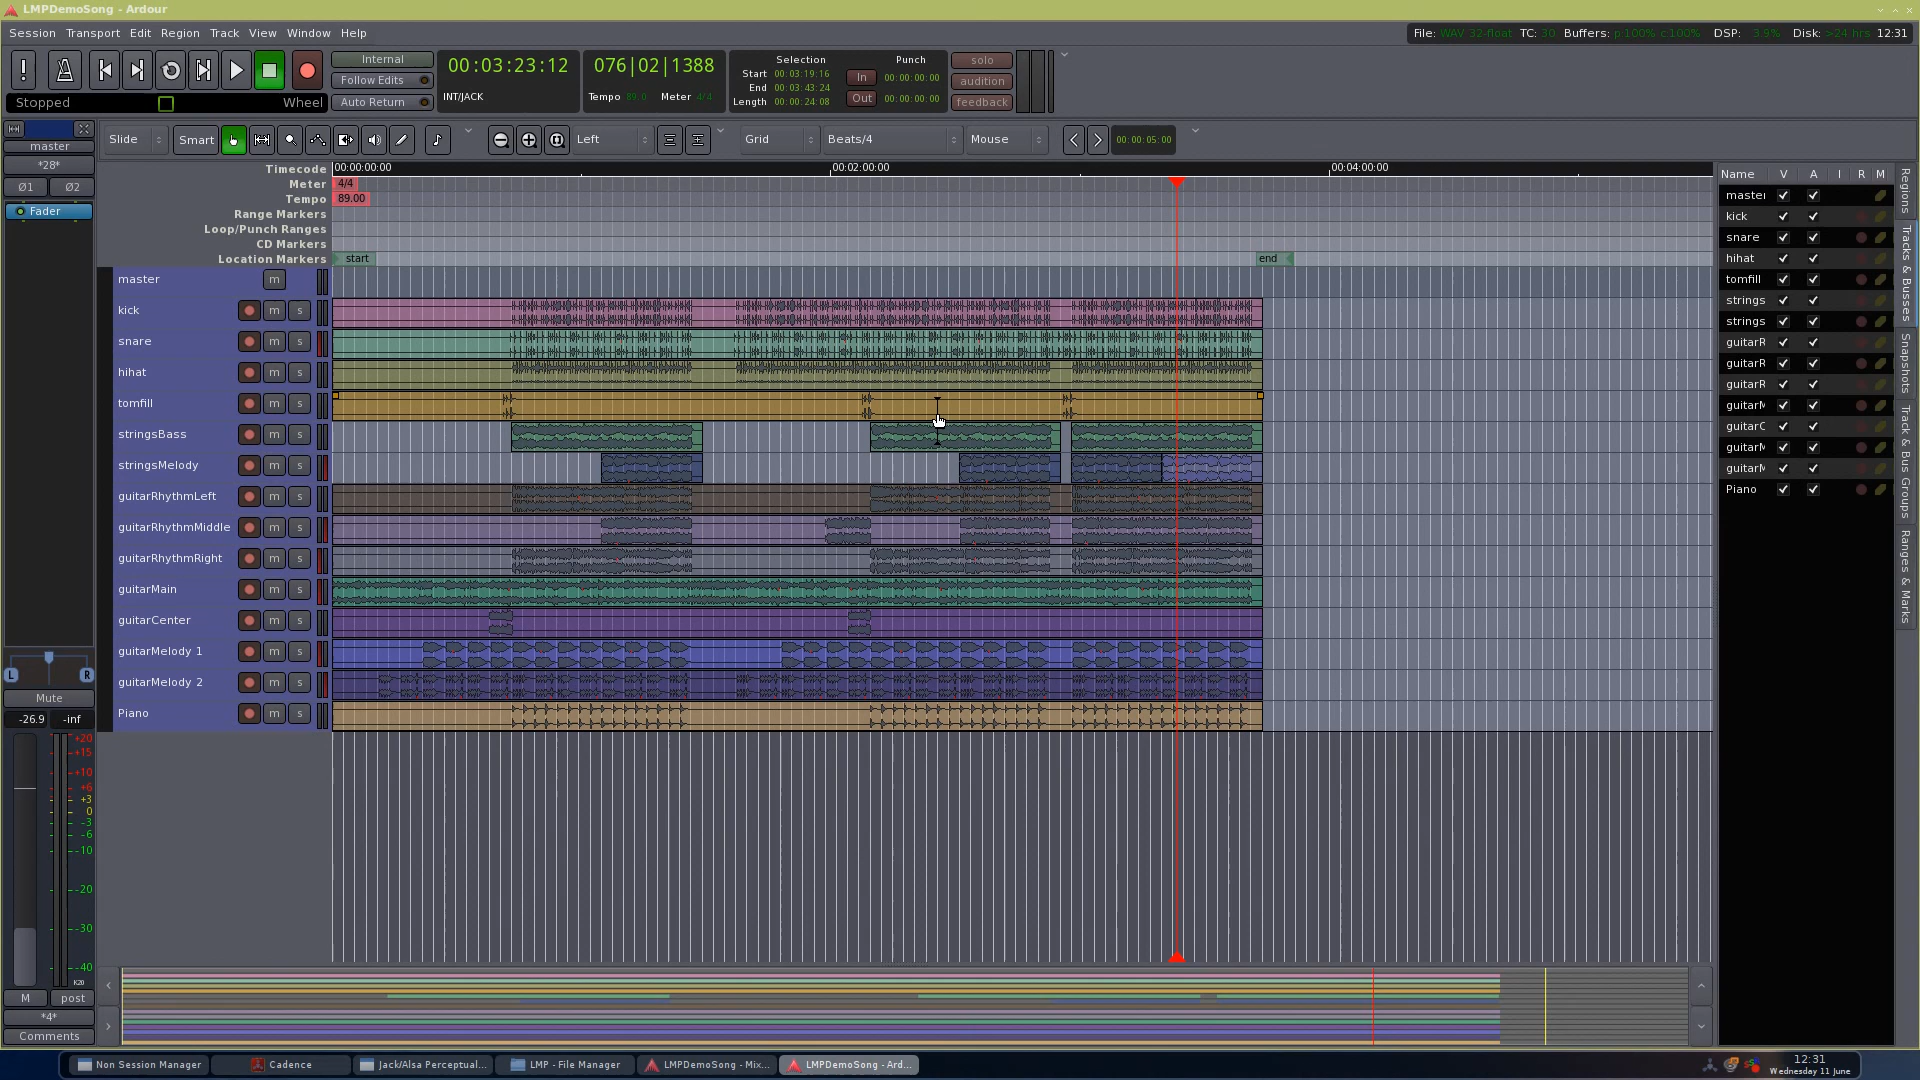 LMPDemoSong - Ardour
Session Transport Edit Region Track View Window Help
File: WAV 32-float TC: 30 Buffers: p:100% c:100% DSP: 3.9% Disk: >24 hrs 12:31
Internal
Follow Edits
Auto Return
Stopped Wheel
00:03:23:12
INT/JACK
076|02|1388
Tempo 89.0 Meter 4/4
Selection
Start 00:03:19:16
End 00:03:43:24
Length 00:00:24:08
Punch
In 00:00:00:00
Out 00:00:00:00
solo
audition
feedback
Slide Smart Left Grid Beats/4 Mouse 00:00:05:00
master
*28*
Ø1 Ø2
Fader
L R
Mute
-26.9 -inf
+20
+15
+10
+6
+3
0
-3
-6
-10
-20
-30
-40
K20
M post
*4*
Comments
Timecode 00:00:00:00 00:02:00:00 00:04:00:00
Meter 4/4
Tempo 89.00
Range Markers
Loop/Punch Ranges
CD Markers
Location Markers start end
master m
kick m s
snare m s
hihat m s
tomfill m s
stringsBass m s
stringsMelody m s
guitarRhythmLeft m s
guitarRhythmMiddle m s
guitarRhythmRight m s
guitarMain m s
guitarCenter m s
guitarMelody 1 m s
guitarMelody 2 m s
Piano m s
Name V A I R M
master
kick
snare
hihat
tomfill
strings
strings
guitarR
guitarR
guitarR
guitarM
guitarC
guitarM
guitarM
Piano
Regions
Tracks & Busses
Snapshots
Track & Bus Groups
Ranges & Marks
Non Session Manager Cadence Jack/Alsa Perceptual... LMP - File Manager LMPDemoSong - Mix... LMPDemoSong - Ard...
12:31
Wednesday 11 June